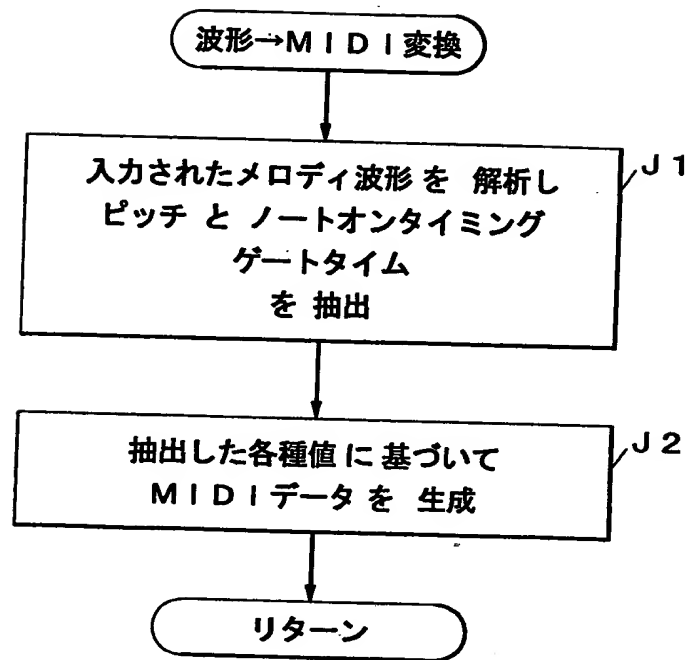 波形→MIDI変換
入力されたメロディ波形を 解析し
ピッチ と ノートオンタイミング
ゲートタイム
を 抽出
J1
抽出した各種値に基づいて
MIDIデータを 生成
J2
リターン